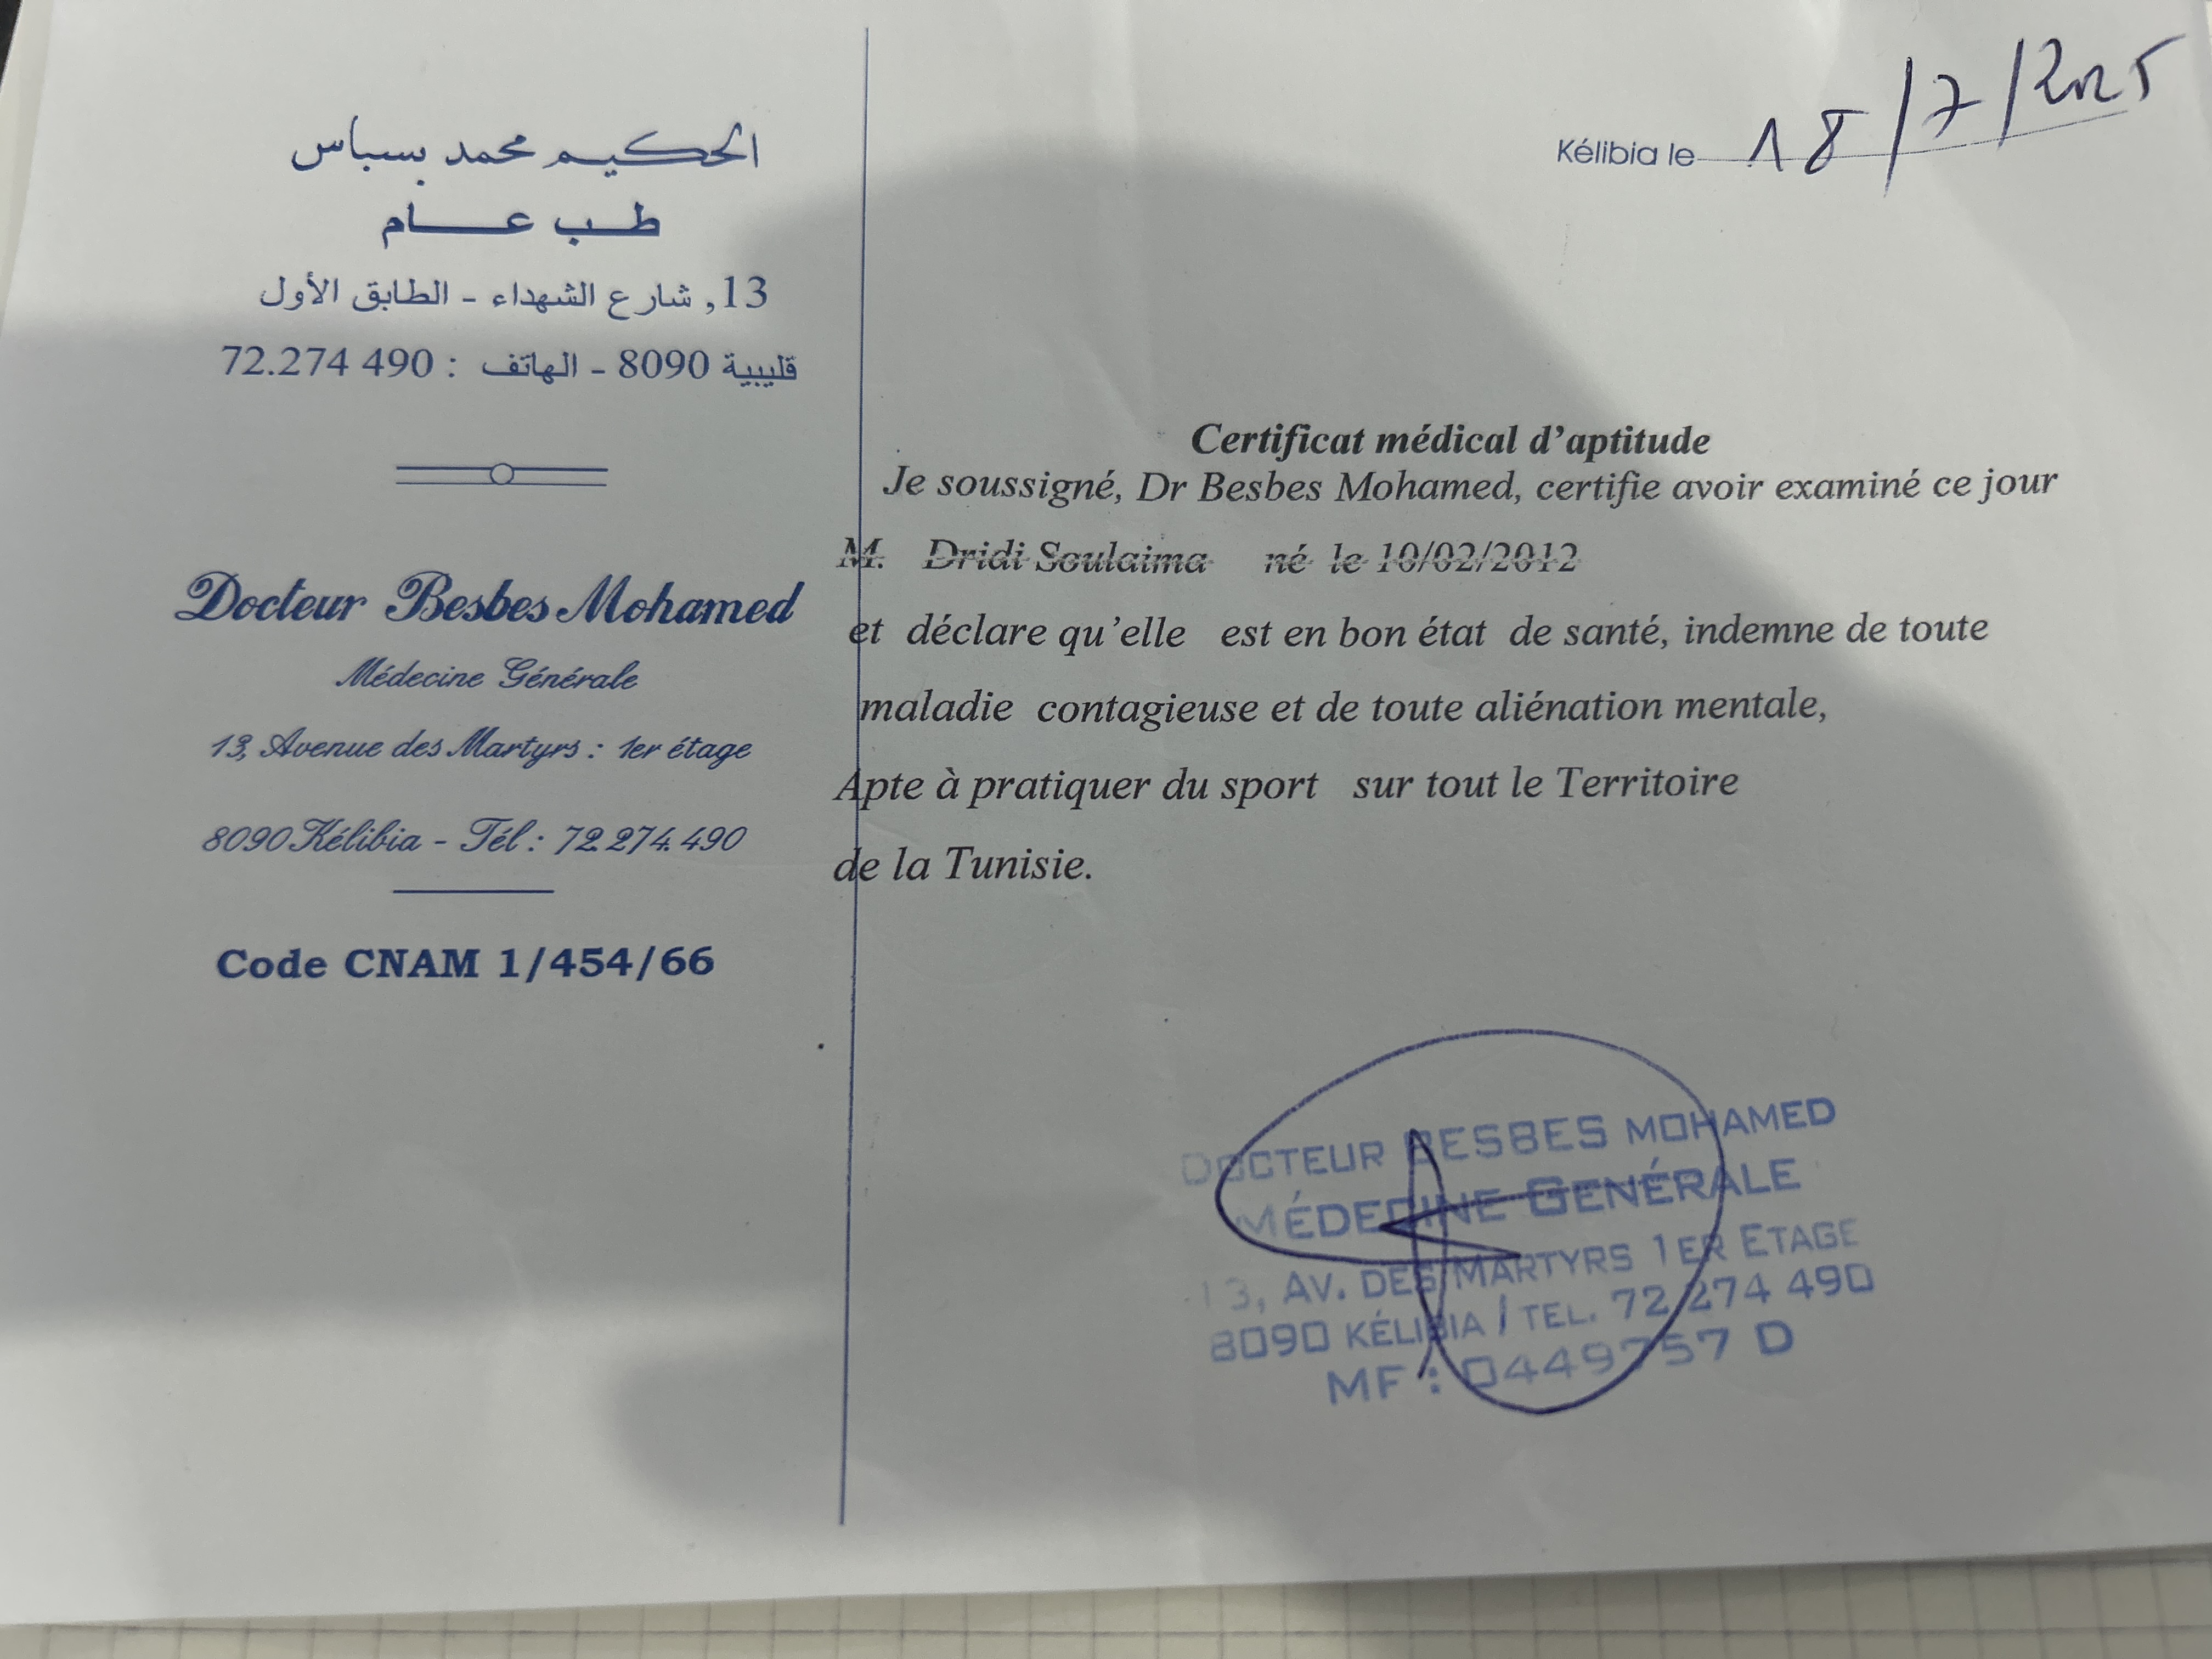 الحكيم محمد بسباس
طب عام
13, شارع الشهداء - الطابق الأول
قليبية 8090 - الهاتف : 72.274 490
Docteur Besbes Mohamed
Médecine Générale
13, Avenue des Martyrs : 1er étage
8090 Kélibia - Tél : 72.274.490
Code CNAM 1/454/66
Kélibia le 18/7/2025
Certificat médical d'aptitude
Je soussigné, Dr Besbes Mohamed, certifie avoir examiné ce jour
M. Dridi Soulaima né le 10/02/2012
et déclare qu'elle est en bon état de santé, indemne de toute
maladie contagieuse et de toute aliénation mentale,
Apte à pratiquer du sport sur tout le Territoire
de la Tunisie.
DOCTEUR BESBES MOHAMED
MÉDECINE GENÉRALE
13, AV. DES MARTYRS 1ER ETAGE
8090 KÉLIBIA / TEL. 72 274 490
MF : 0449757 D